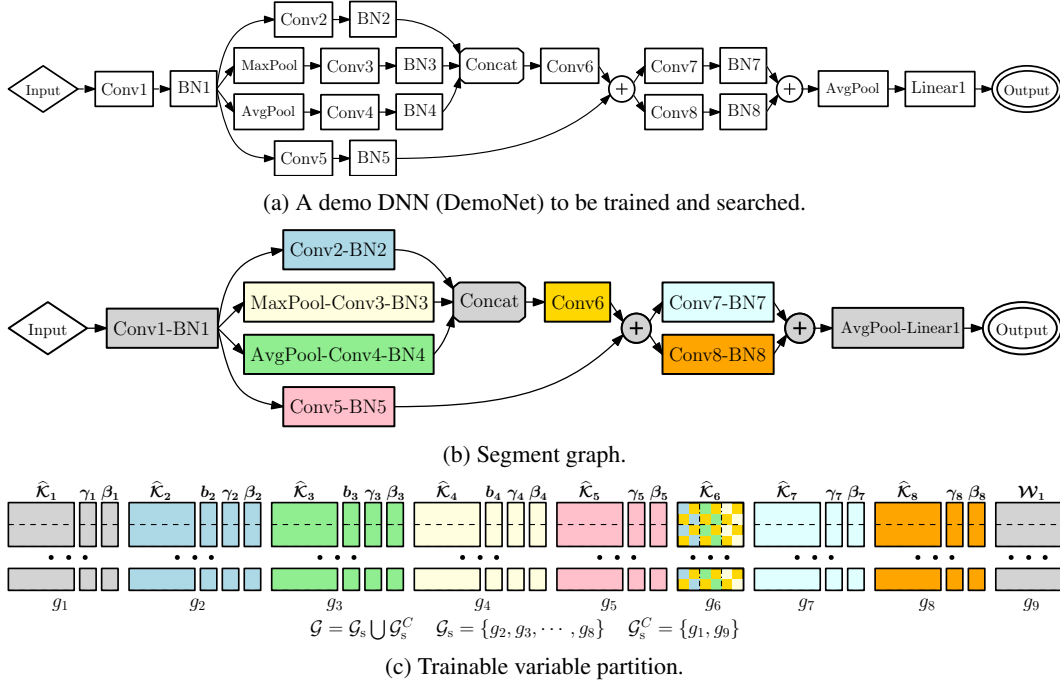 Conv2 BN2
MaxPool Conv3 BN3 Concat Conv6 Conv7 BN7
Input Conv1 BN1 + + AvgPool Linear1 Output
AvgPool Conv4 BN4 Conv8 BN8
Conv5 BN5
(a) A demo DNN (DemoNet) to be trained and searched.
Conv2-BN2
MaxPool-Conv3-BN3 Concat Conv6 Conv7-BN7
Input Conv1-BN1 + + AvgPool-Linear1 Output
AvgPool-Conv4-BN4 Conv8-BN8
Conv5-BN5
(b) Segment graph.
𝒦̂₁ γ₁ β₁ 𝒦̂₂ b₂ γ₂ β₂ 𝒦̂₃ b₃ γ₃ β₃ 𝒦̂₄ b₄ γ₄ β₄ 𝒦̂₅ γ₅ β₅ 𝒦̂₆ 𝒦̂₇ γ₇ β₇ 𝒦̂₈ γ₈ β₈ 𝒲₁
g₁ g₂ g₃ g₄ g₅ g₆ g₇ g₈ g₉
𝒢 = 𝒢ₛ ⋃ 𝒢ₛᶜ 𝒢ₛ = {g₂, g₃, ⋯ , g₈} 𝒢ₛᶜ = {g₁, g₉}
(c) Trainable variable partition.